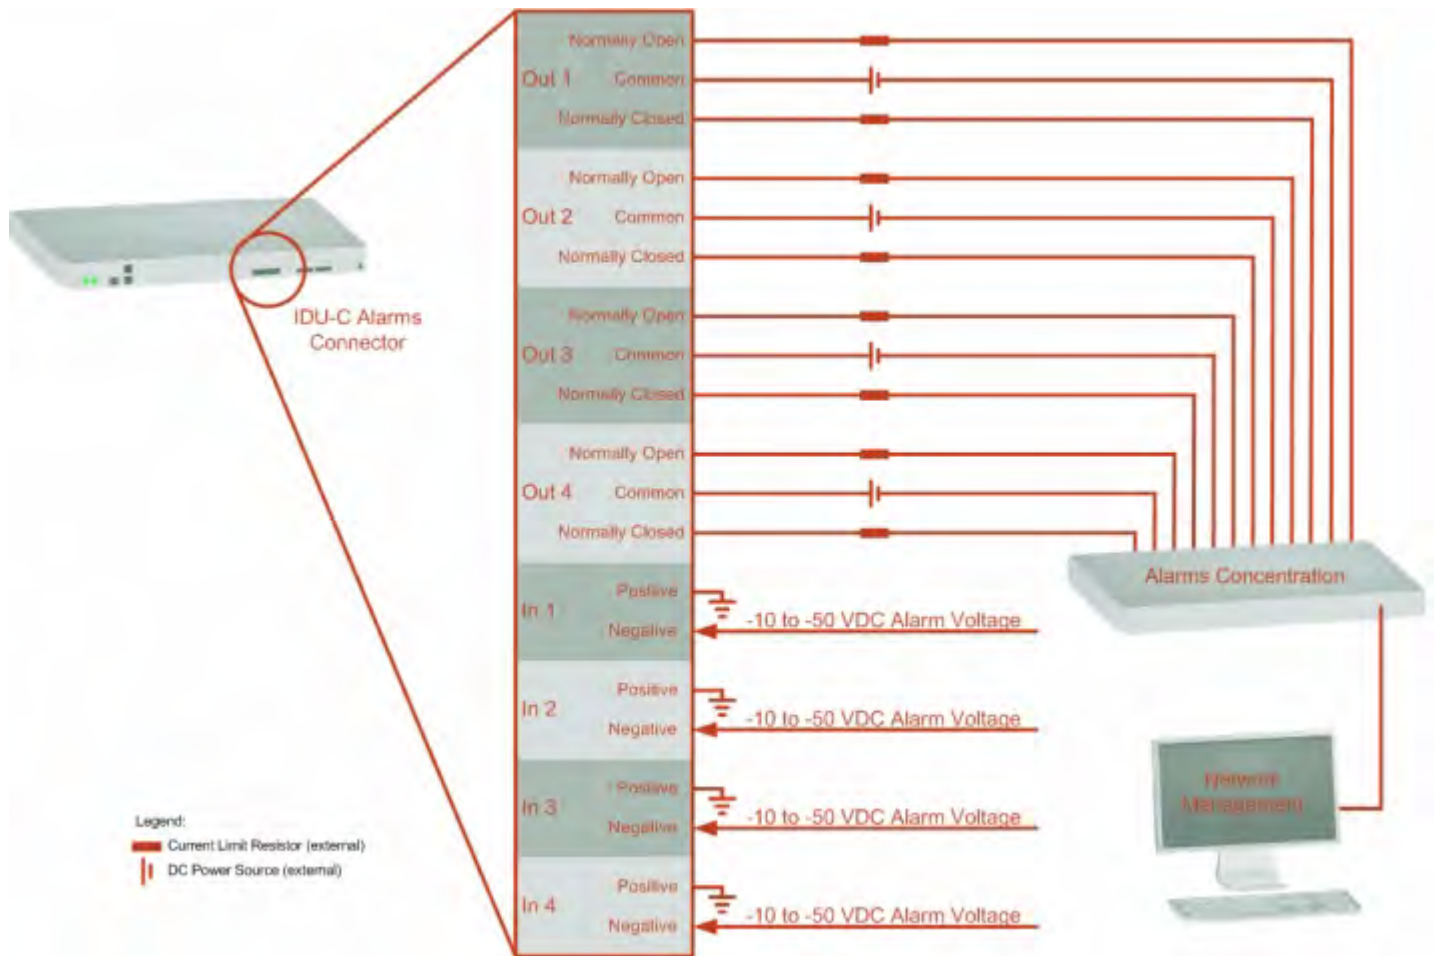 Normally Open
Out 1 Common
Normally Closed
Normally Open
Out 2 Common
Normally Closed
IDU-C Alarms
Connector
Normally Open
Out 3 Common
Normally Closed
Normally Open
Out 4 Common
Normally Closed
Alarms Concentration
Positive
In 1
Negative
-10 to -50 VDC Alarm Voltage
Positive
In 2
Negative
-10 to -50 VDC Alarm Voltage
Network
Management
Positive
In 3
Negative
-10 to -50 VDC Alarm Voltage
Legend:
Current Limit Resistor (external)
DC Power Source (external)
Positive
In 4
Negative
-10 to -50 VDC Alarm Voltage